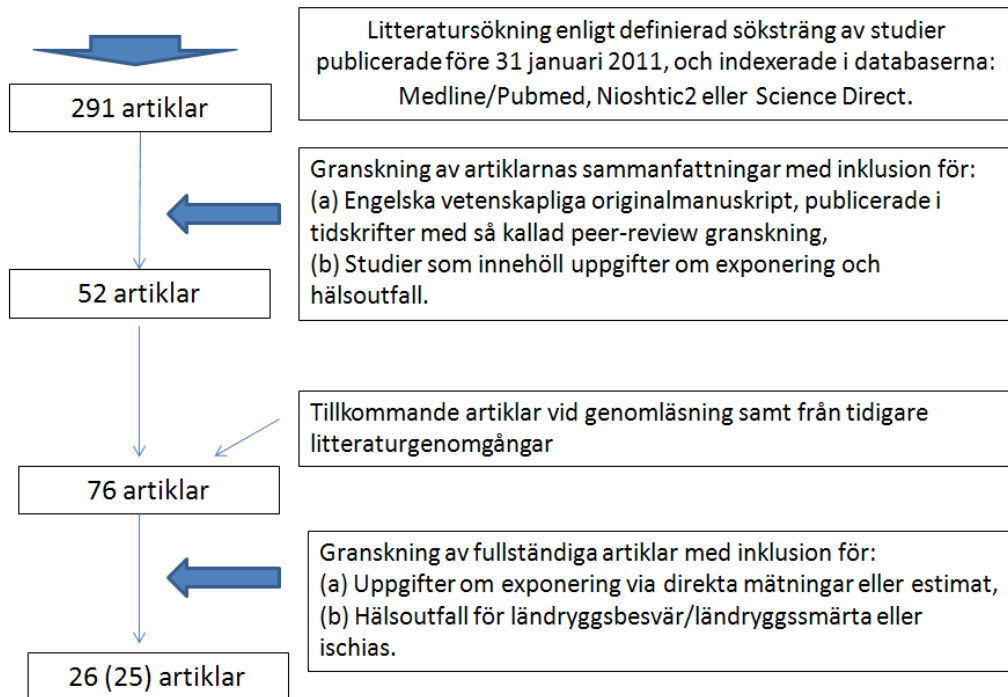 Litteratursökning enligt definierad söksträng av studier
publicerade före 31 januari 2011, och indexerade i databaserna:
Medline/Pubmed, Nioshtic2 eller Science Direct.
291 artiklar
Granskning av artiklarnas sammanfattningar med inklusion för:
(a) Engelska vetenskapliga originalmanuskript, publicerade i
tidskrifter med så kallad peer-review granskning,
(b) Studier som innehöll uppgifter om exponering och
hälsoutfall.
52 artiklar
Tillkommande artiklar vid genomläsning samt från tidigare
litteraturgenomgångar
76 artiklar
Granskning av fullständiga artiklar med inklusion för:
(a) Uppgifter om exponering via direkta mätningar eller estimat,
(b) Hälsoutfall för ländryggsbesvär/ländryggssmärta eller
ischias.
26 (25) artiklar